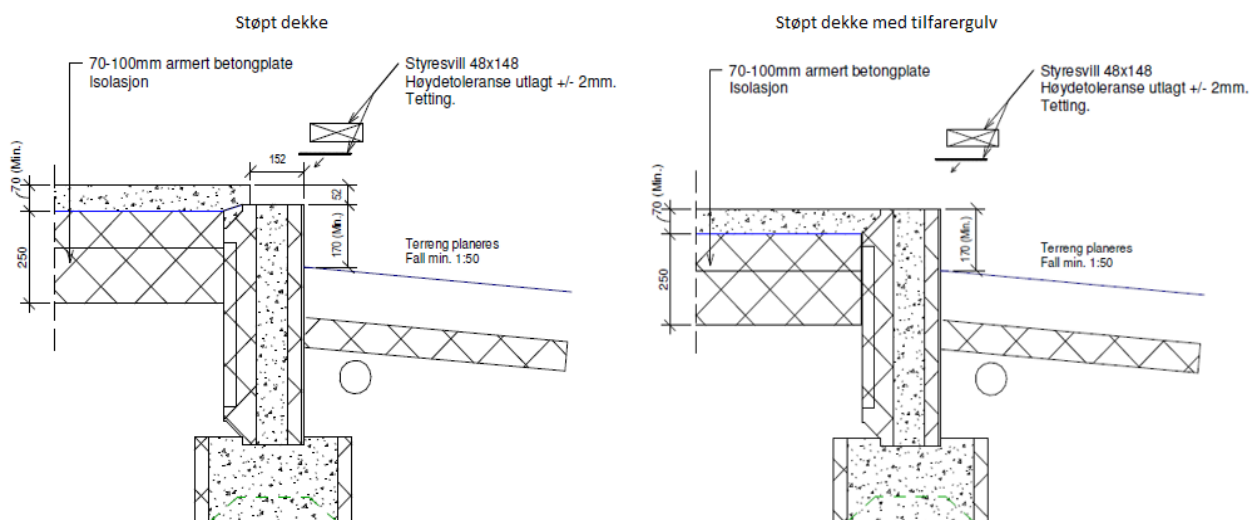 Støpt dekke
70-100mm armert betongplate
Isolasjon
Styresvill 48x148
Høydetoleranse utlagt +/- 2mm.
Tetting.
152
70 (Min.)
52
250
170 (Min.)
Terreng planeres
Fall min. 1:50
Støpt dekke med tilfarergulv
70-100mm armert betongplate
Isolasjon
Styresvill 48x148
Høydetoleranse utlagt +/- 2mm.
Tetting.
70 (Min.)
250
170 (Min.)
Terreng planeres
Fall min. 1:50